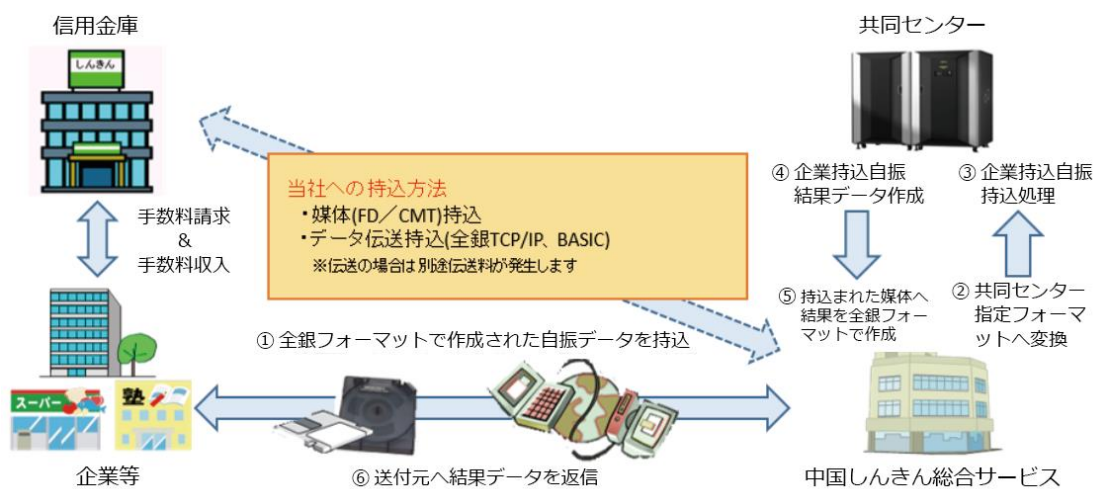 信用金庫
しんきん
共同センター
当社への持込方法
・媒体(FD／CMT)持込
・データ伝送持込(全銀TCP/IP、BASIC)
※伝送の場合は別途伝送料が発生します
手数料請求
&
手数料収入
④ 企業持込自振
結果データ作成
③ 企業持込自振
持込処理
⑤ 持込まれた媒体へ
結果を全銀フォー
マットで作成
② 共同センター
指定フォーマ
ットへ変換
① 全銀フォーマットで作成された自振データを持込
スーパー
塾
企業等
⑥ 送付元へ結果データを返信
中国しんきん総合サービス